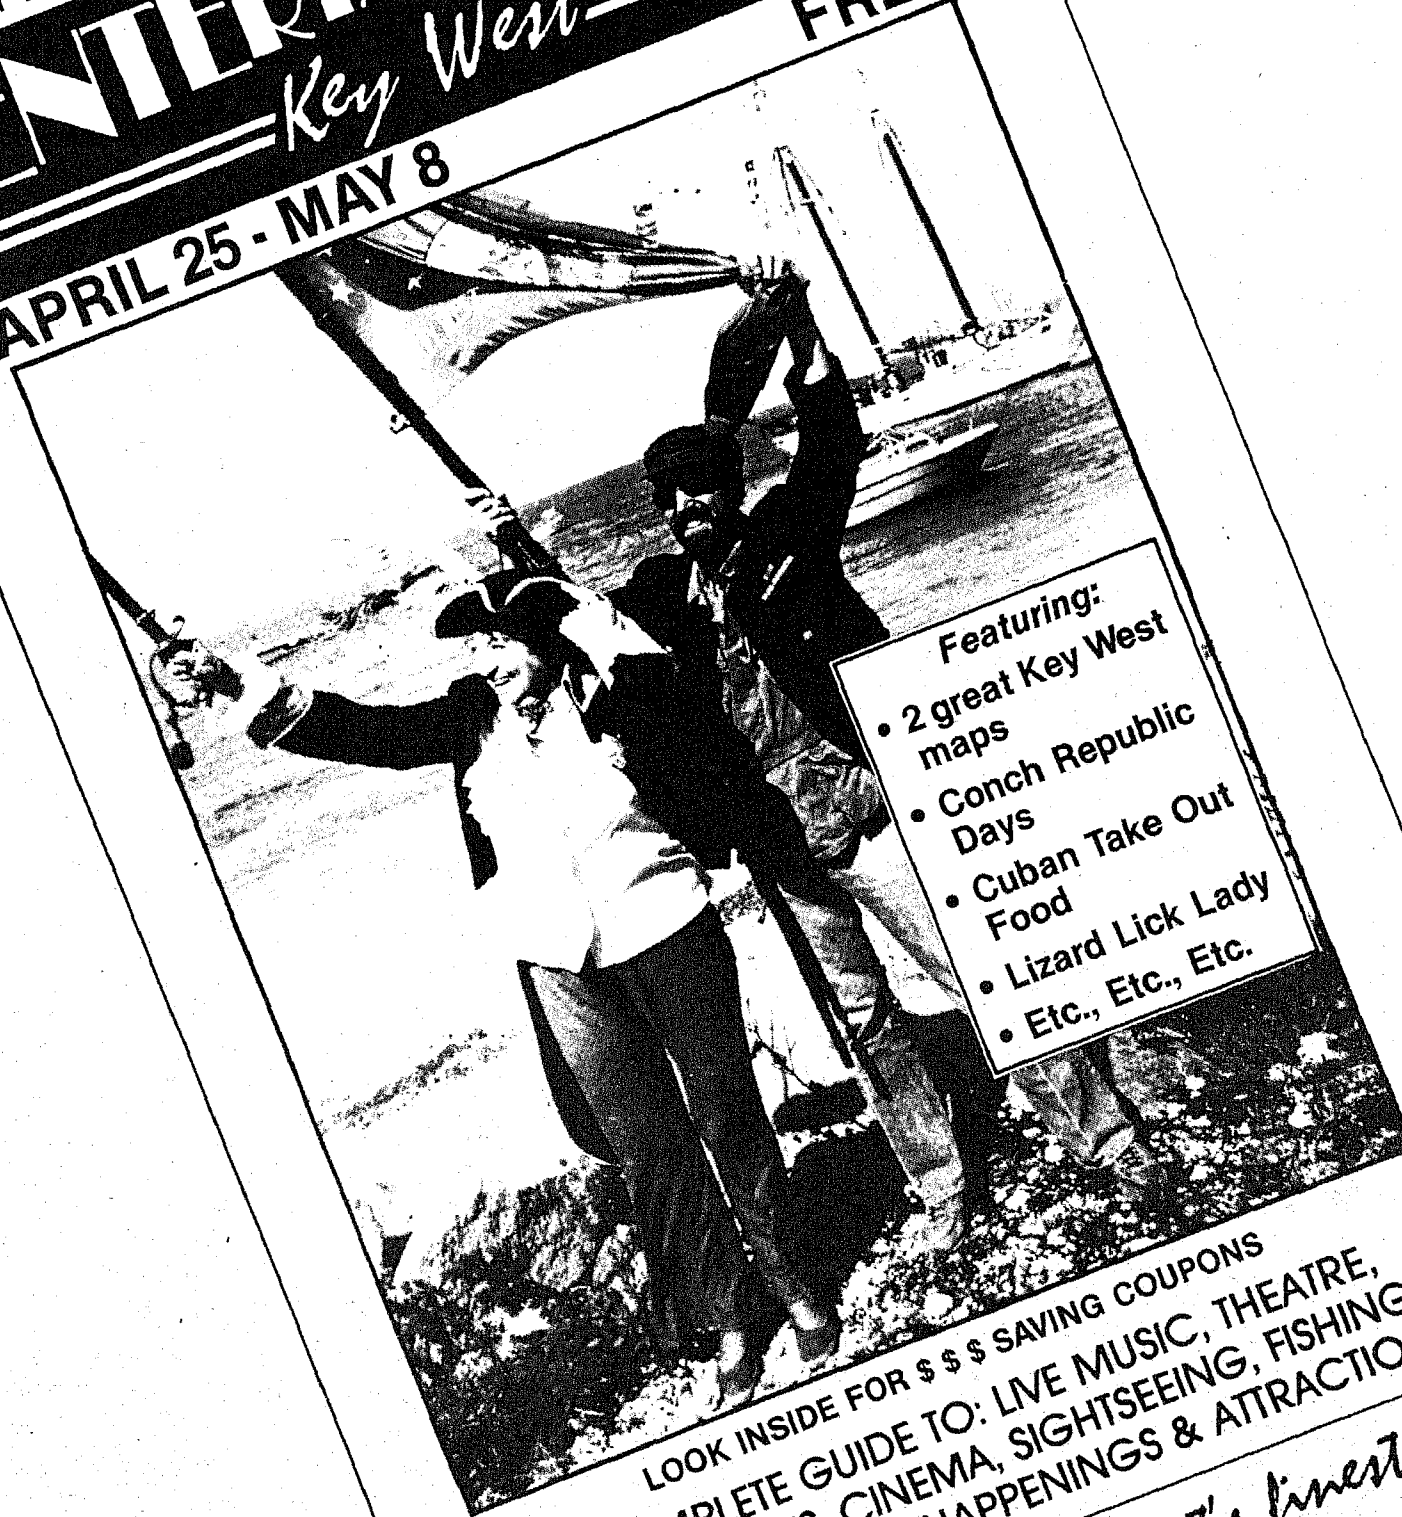 Key West
APRIL 25 - MAY 8
Featuring:
• 2 great Key West
maps
• Conch Republic
Days
• Cuban Take Out
Food
• Lizard Lick Lady
• Etc., Etc., Etc.
LOOK INSIDE FOR $ $ $ SAVING COUPONS
GUIDE TO: LIVE MUSIC, THEATRE,
CINEMA, SIGHTSEEING, FISHING
HAPPENINGS & ATTRACTIO
finest